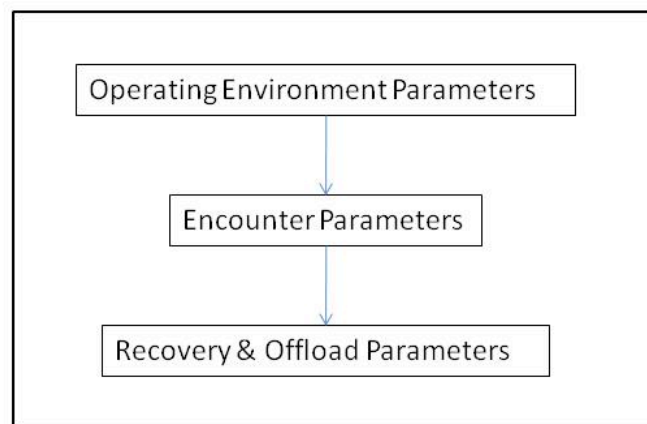 Operating Environment Parameters
Encounter Parameters
Recovery & Offload Parameters